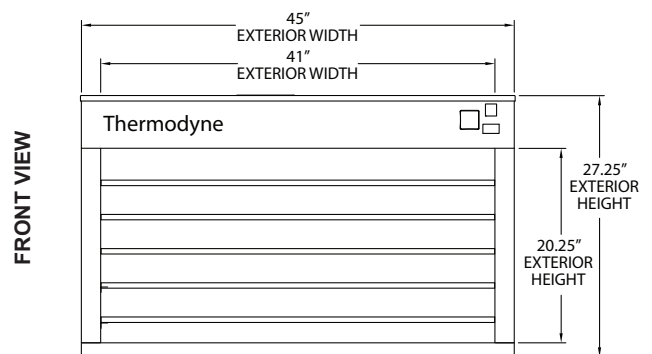 45”
EXTERIOR WIDTH
41”
EXTERIOR WIDTH
Thermodyne
FRONT VIEW
27.25”
EXTERIOR
HEIGHT
20.25”
EXTERIOR
HEIGHT